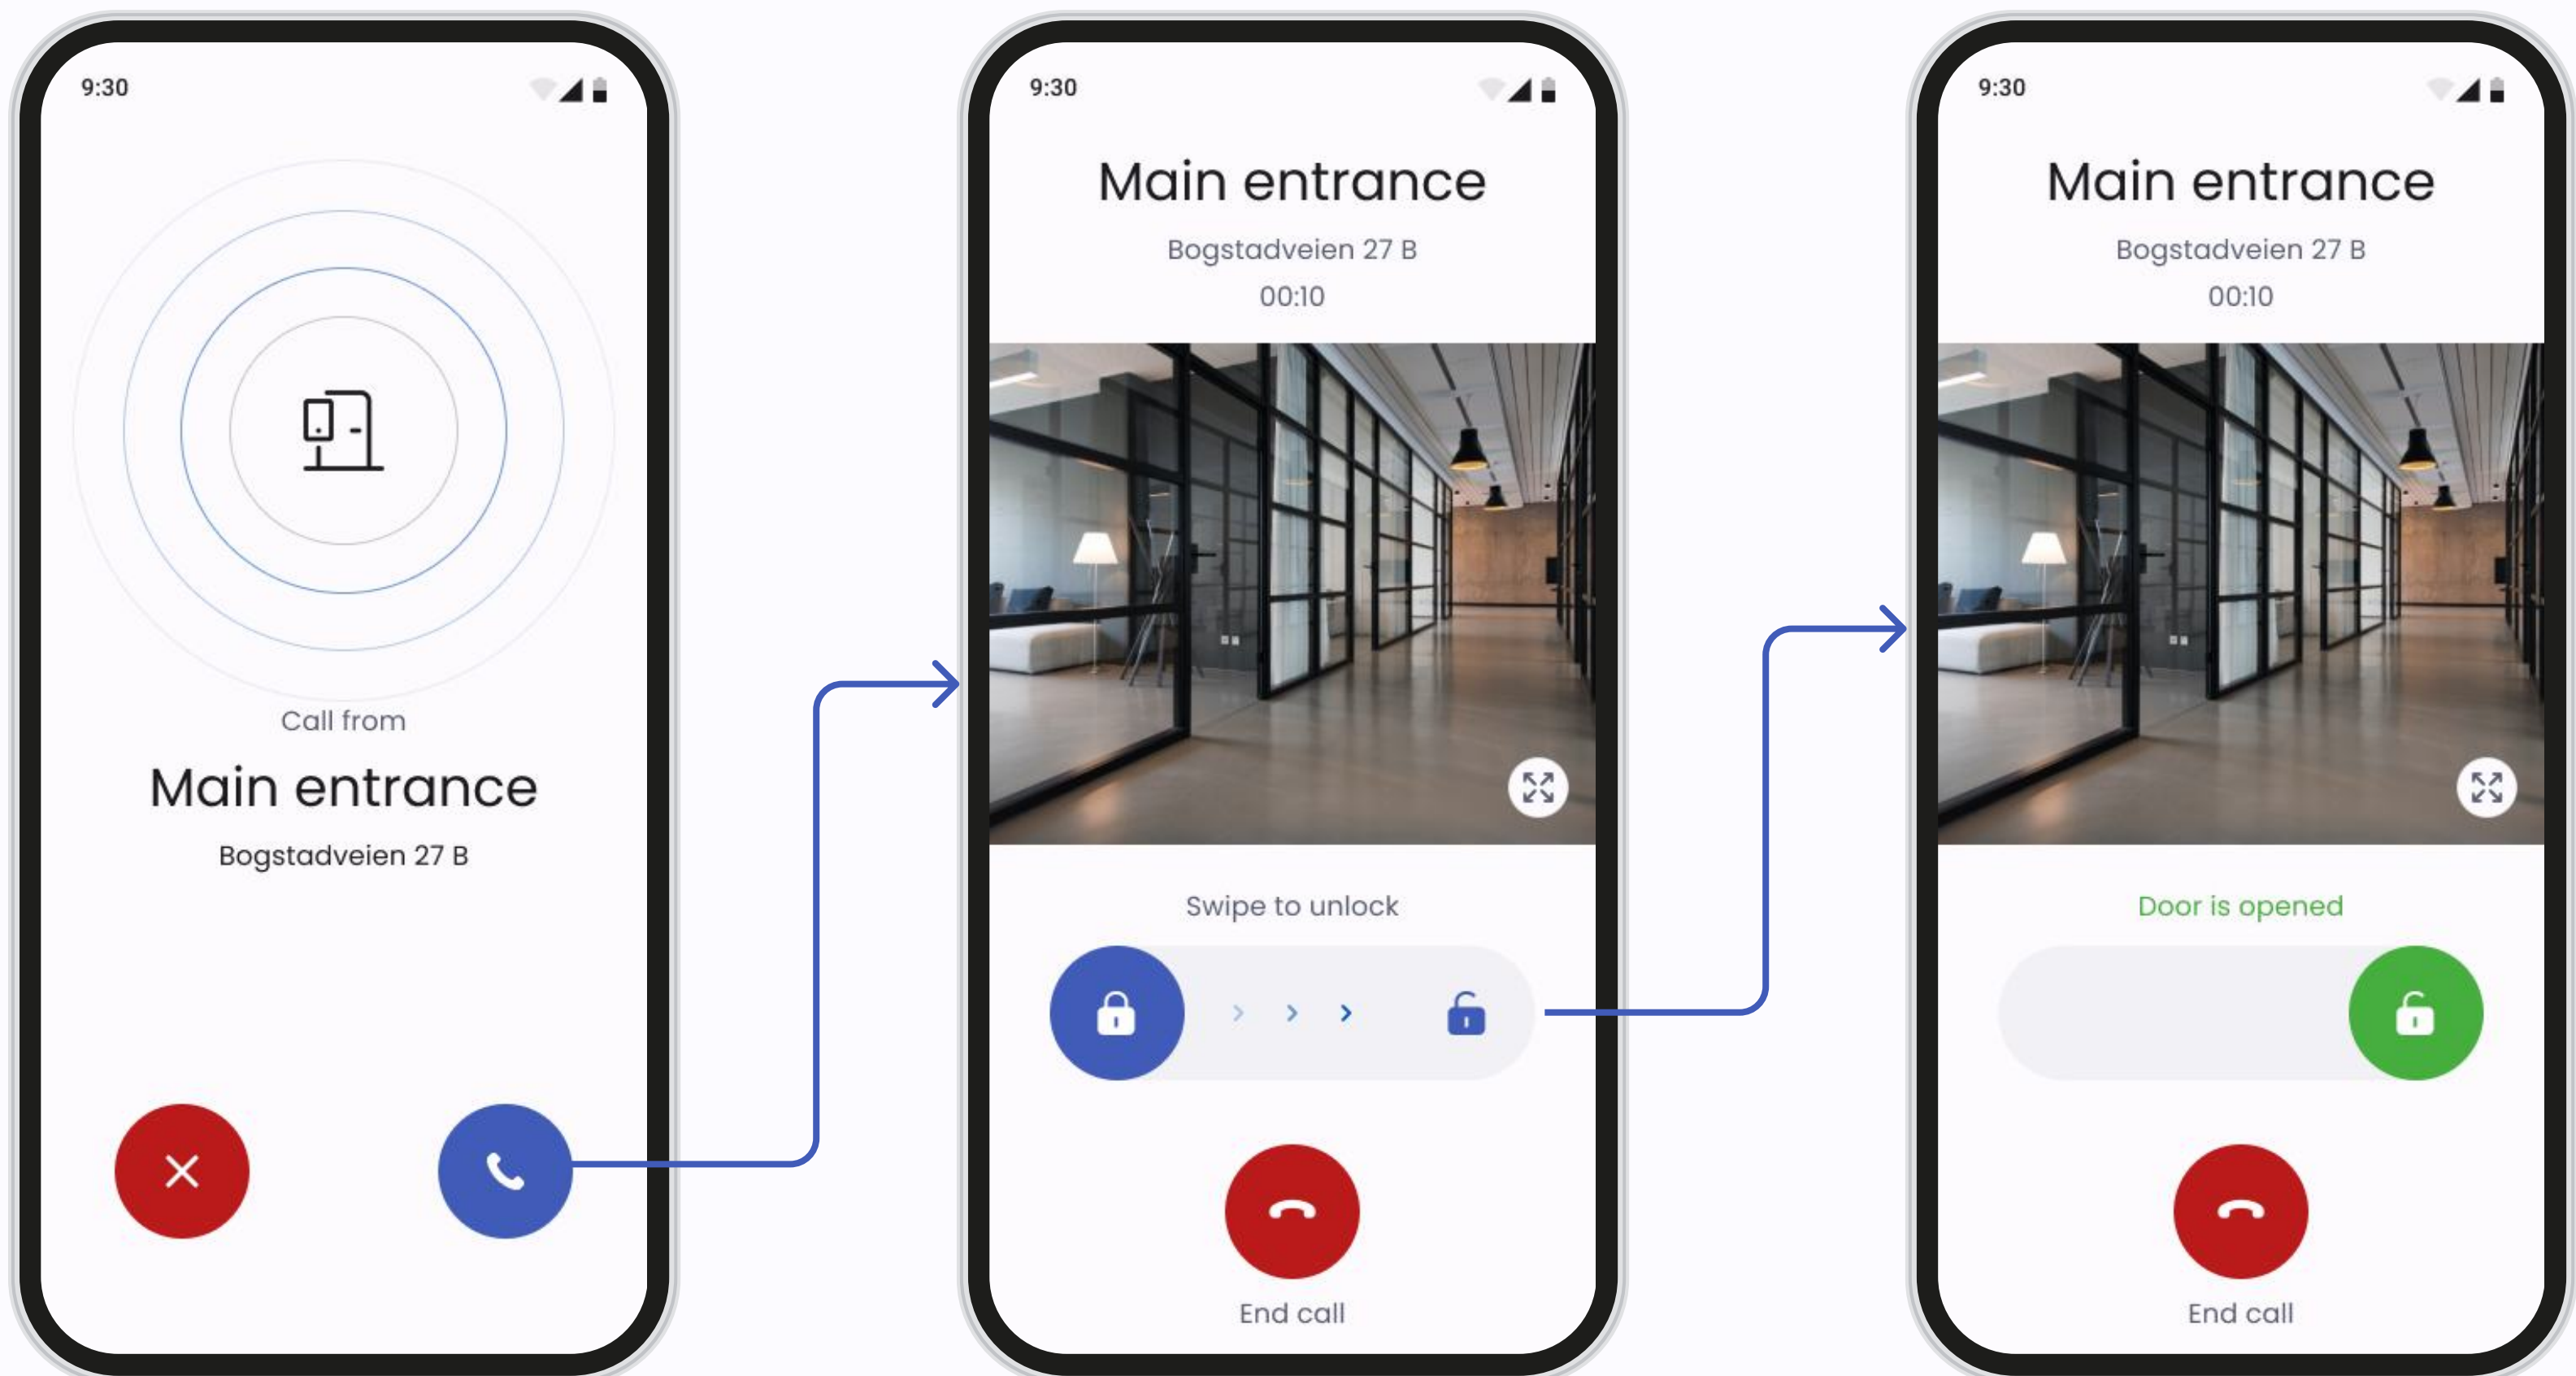 9:30
Call from
Main entrance
Bogstadveien 27 B
9:30
Main entrance
Bogstadveien 27 B
00:10
Swipe to unlock
End call
9:30
Main entrance
Bogstadveien 27 B
00:10
Door is opened
End call